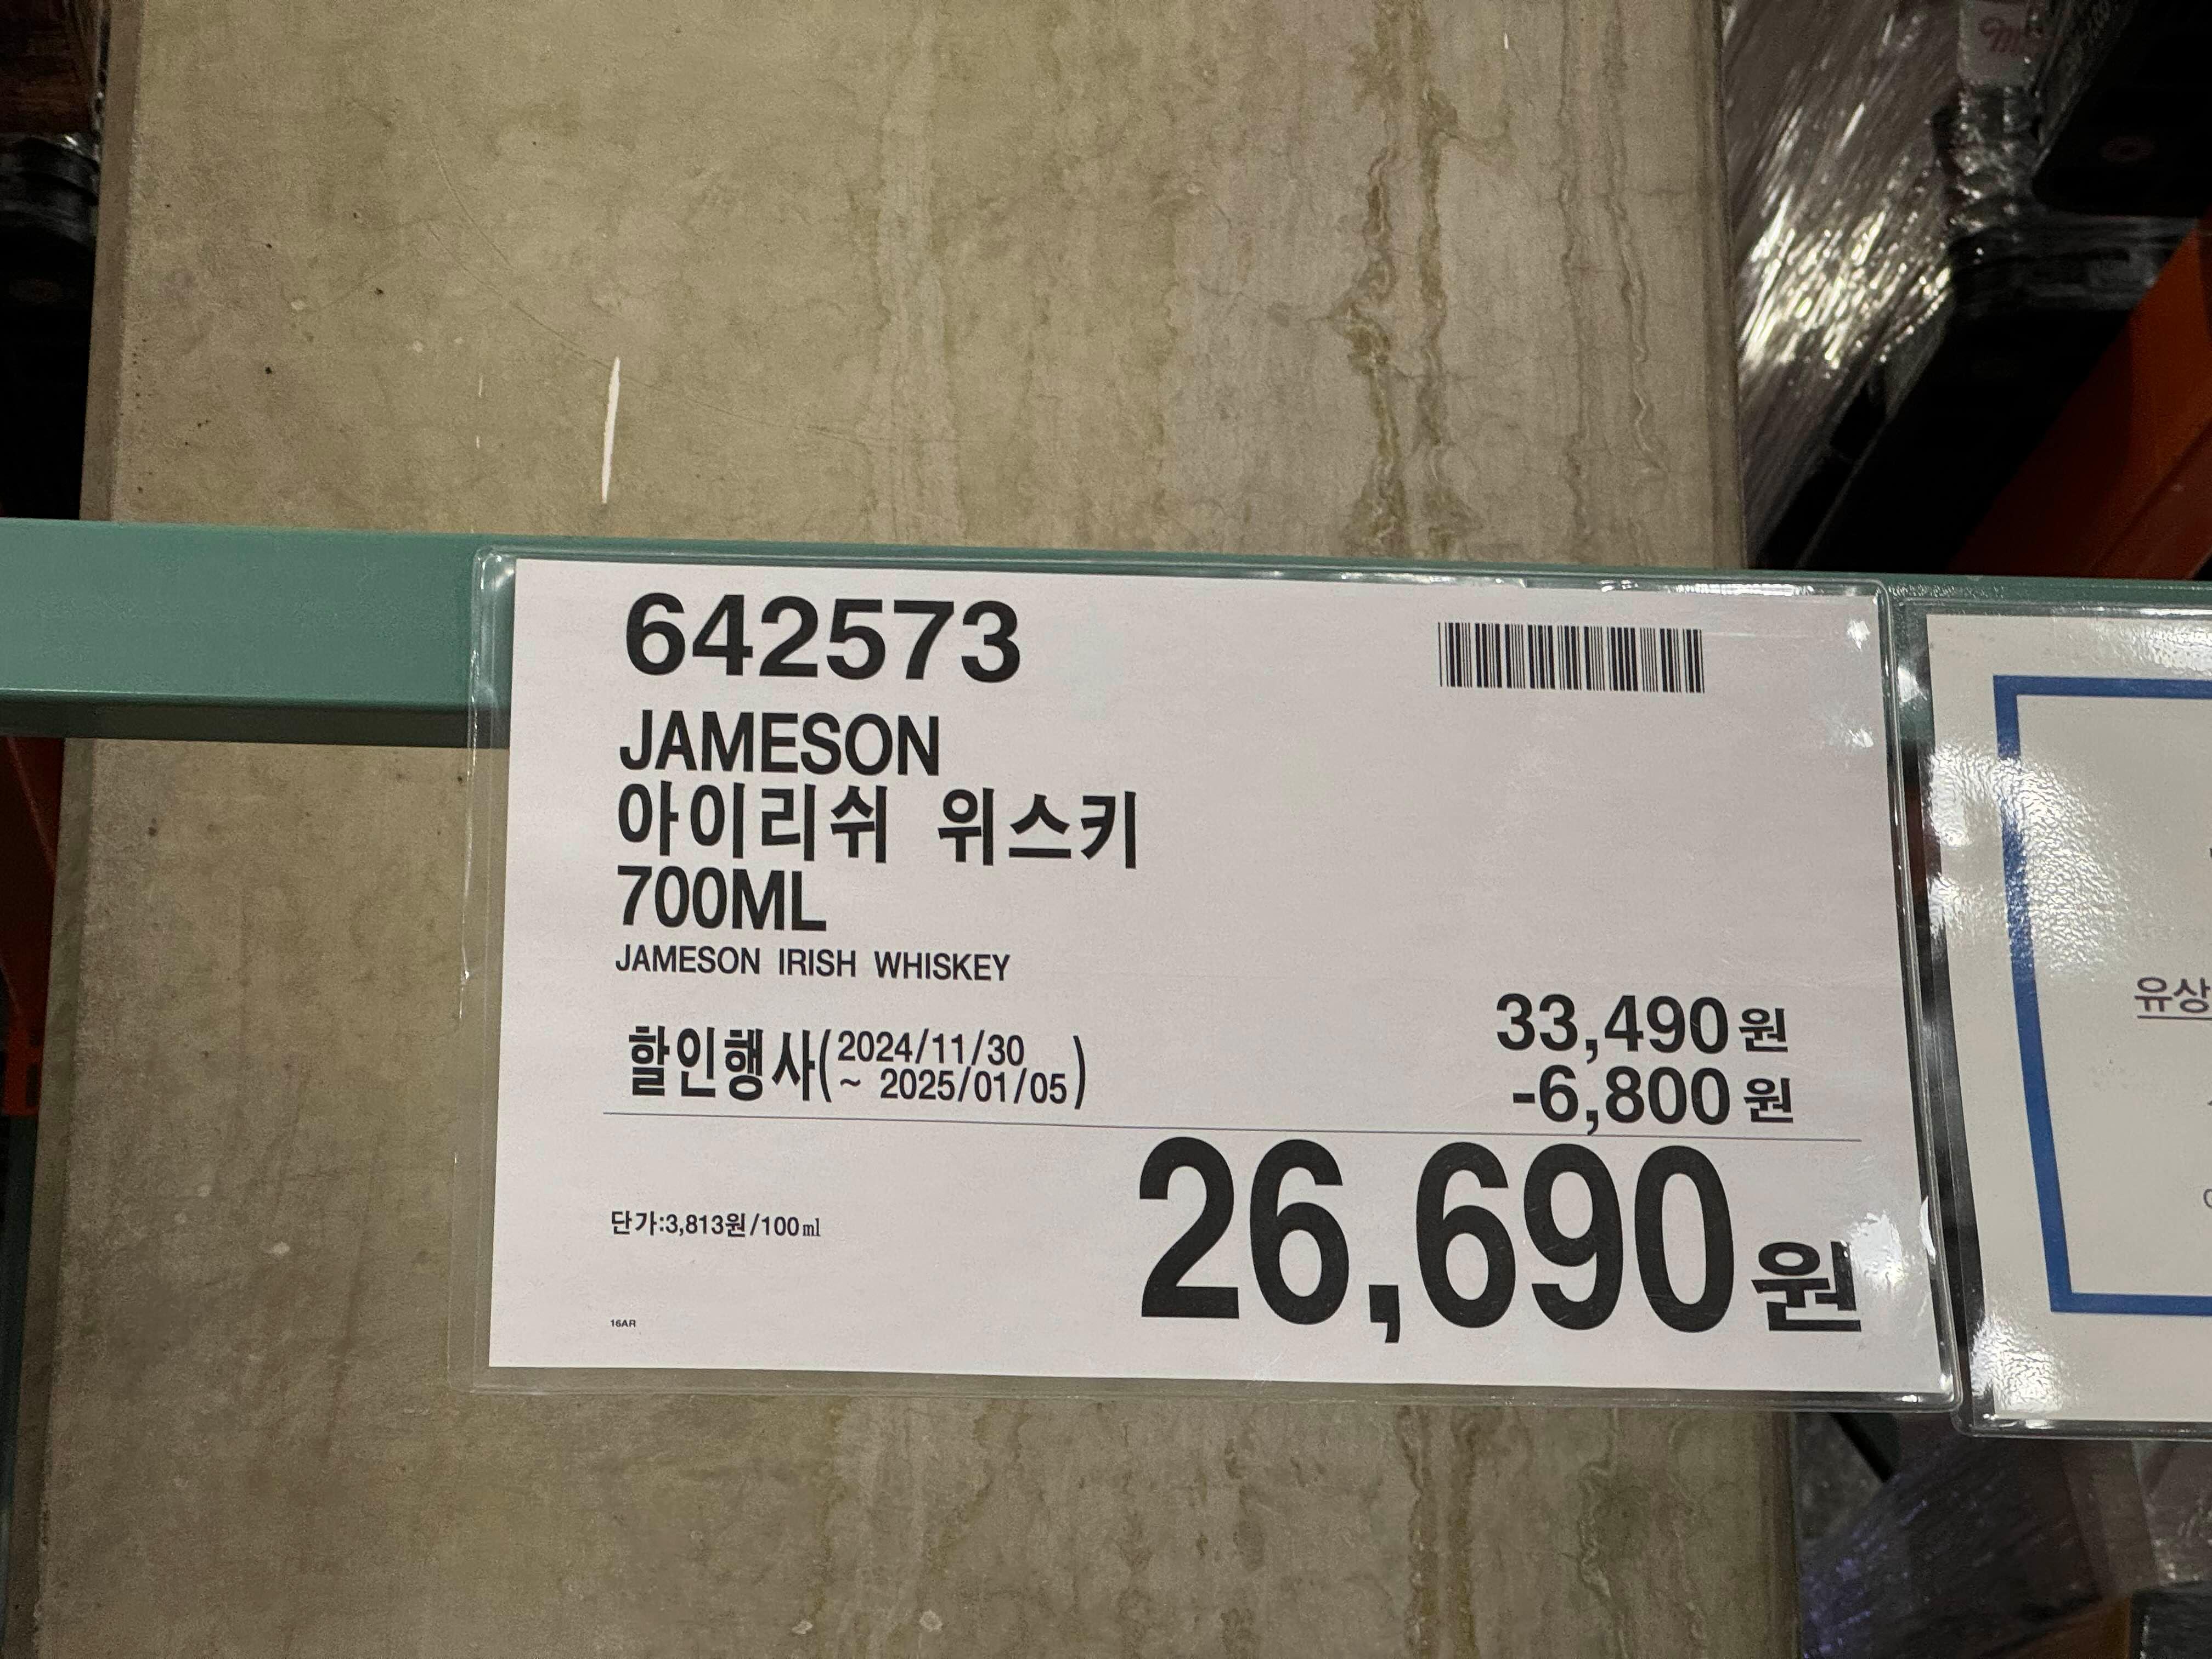 642573
JAMESON
아이리쉬 위스키
700ML
JAMESON IRISH WHISKEY
33,490원
할인행사(2024/11/30
~ 2025/01/05)
-6,800원
26,690원
단가:3,813원/100㎖
16AR
유상